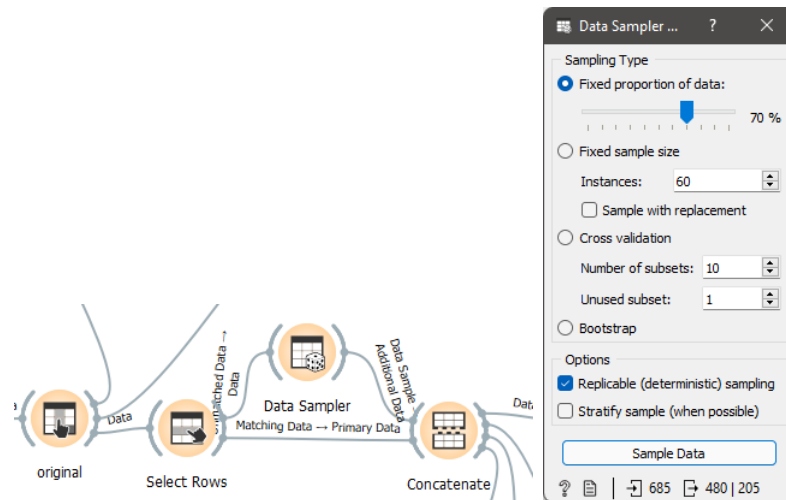 Data Sampler ... ? ×
Sampling Type
Fixed proportion of data:
70 %
Fixed sample size
Instances: 60
Sample with replacement
Cross validation
Number of subsets: 10
Unused subset: 1
Bootstrap
Options
Replicable (deterministic) sampling
Stratify sample (when possible)
Sample Data
? 685 480 | 205
Data →
Data
Data Sample -
Additional Data
Data Sampler
Data
Matching Data → Primary Data
original
Select Rows
Concatenate